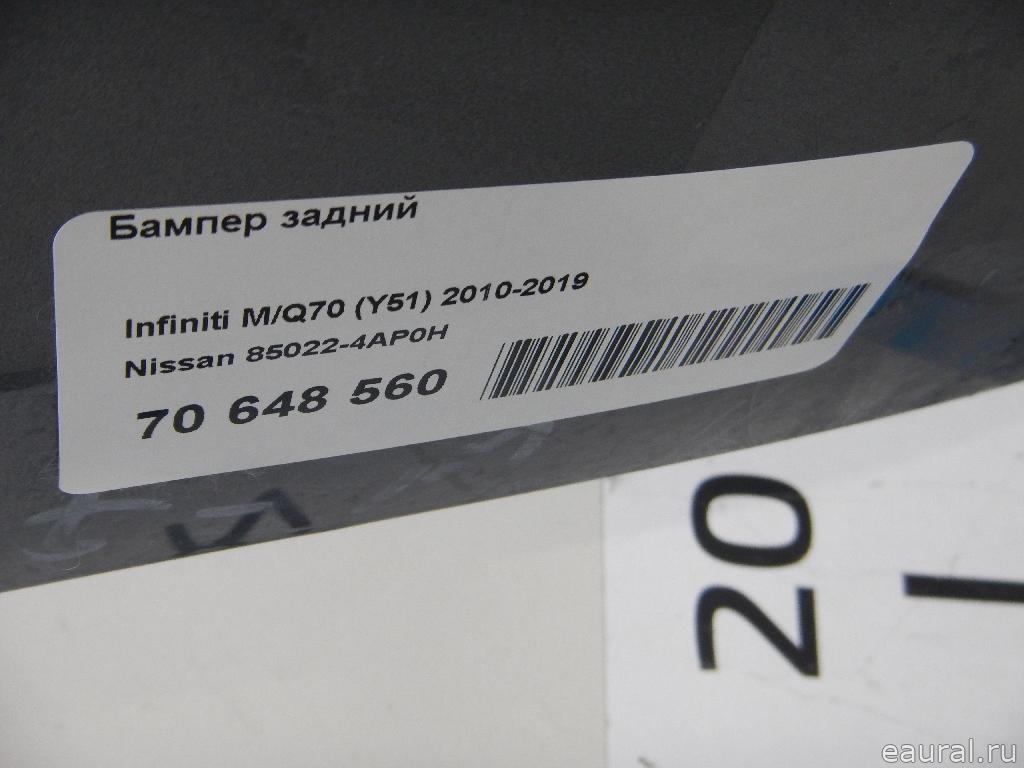 Бампер задний
Infiniti M/Q70 (Y51) 2010-2019
Nissan 85022-4AP0H
70 648 560
20
eaural.ru